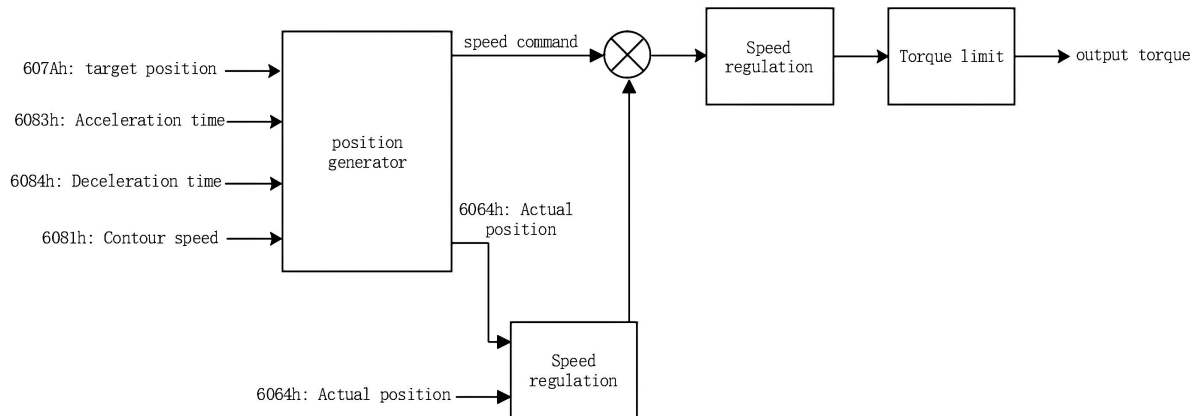 speed command
Speed
regulation
Torque limit
output torque
607Ah: target position
6083h: Acceleration time
position
generator
6084h: Deceleration time
6081h: Contour speed
6064h: Actual
position
Speed
regulation
6064h: Actual position